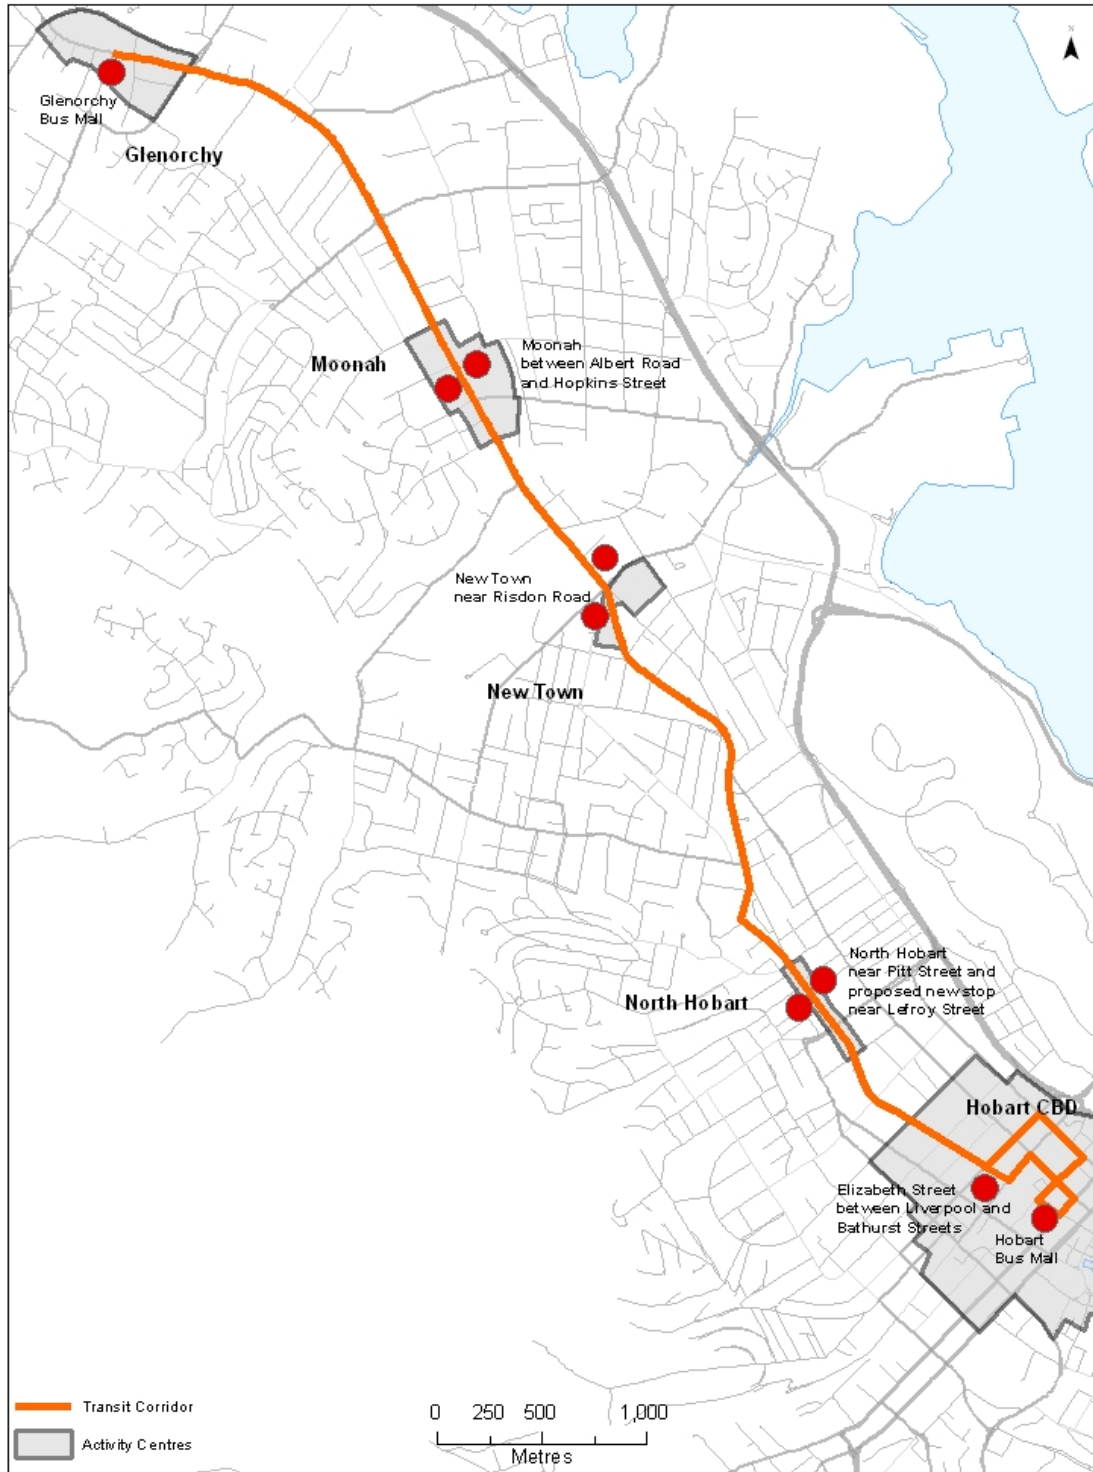 N
Glenorchy
Bus Mall
Glenorchy
Moonah
Moonah
between Albert Road
and Hopkins Street
New Town
near Risdon Road
New Town
North Hobart
near Pitt Street and
proposed new stop
near Lefroy Street
North Hobart
Hobart CBD
Elizabeth Street
between Liverpool and
Bathurst Streets
Hobart
Bus Mall
Transit Corridor
Activity Centres
0 250 500 1,000
Metres